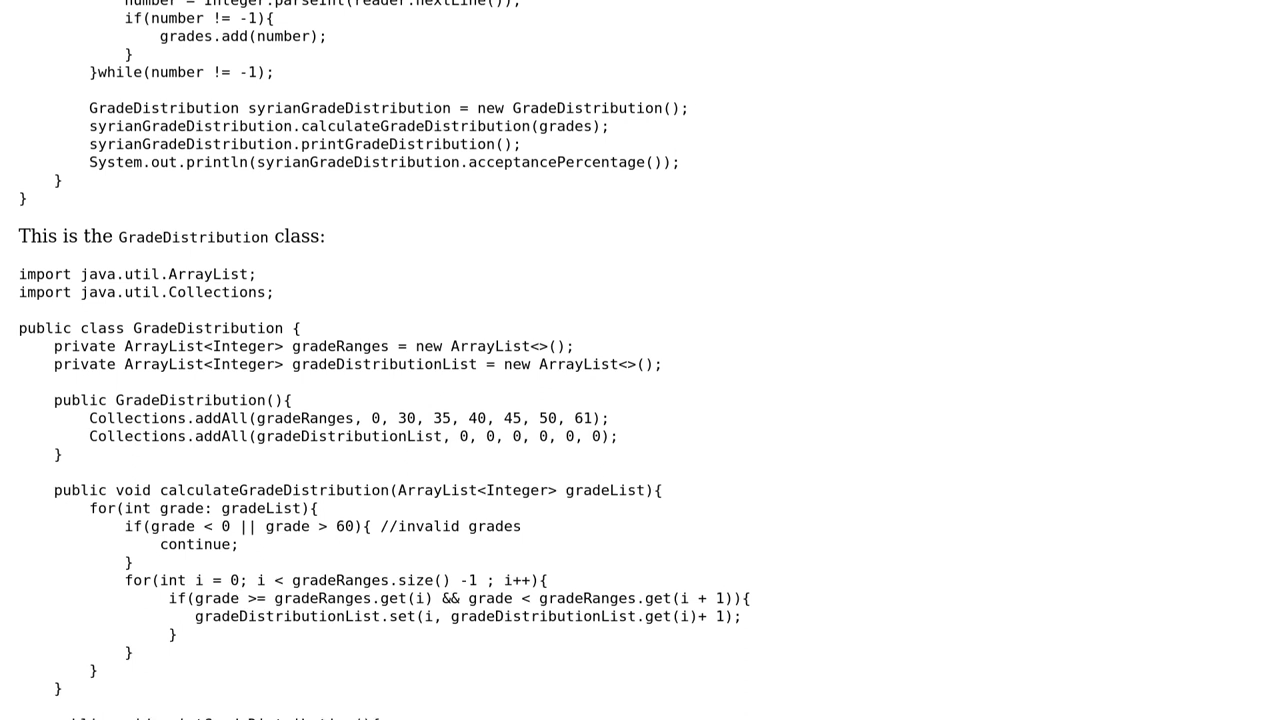 number = Integer.parseInt(reader.nextLine());
            if(number != -1){
                grades.add(number);
            }
        }while(number != -1);

        GradeDistribution syrianGradeDistribution = new GradeDistribution();
        syrianGradeDistribution.calculateGradeDistribution(grades);
        syrianGradeDistribution.printGradeDistribution();
        System.out.println(syrianGradeDistribution.acceptancePercentage());
    }
}
This is the GradeDistribution class:
import java.util.ArrayList;
import java.util.Collections;

public class GradeDistribution {
    private ArrayList<Integer> gradeRanges = new ArrayList<>();
    private ArrayList<Integer> gradeDistributionList = new ArrayList<>();

    public GradeDistribution(){
        Collections.addAll(gradeRanges, 0, 30, 35, 40, 45, 50, 61);
        Collections.addAll(gradeDistributionList, 0, 0, 0, 0, 0, 0);
    }

    public void calculateGradeDistribution(ArrayList<Integer> gradeList){
        for(int grade: gradeList){
            if(grade < 0 || grade > 60){ //invalid grades
                continue;
            }
            for(int i = 0; i < gradeRanges.size() -1 ; i++){
                 if(grade >= gradeRanges.get(i) && grade < gradeRanges.get(i + 1)){
                    gradeDistributionList.set(i, gradeDistributionList.get(i)+ 1);
                 }
            }
        }
    }